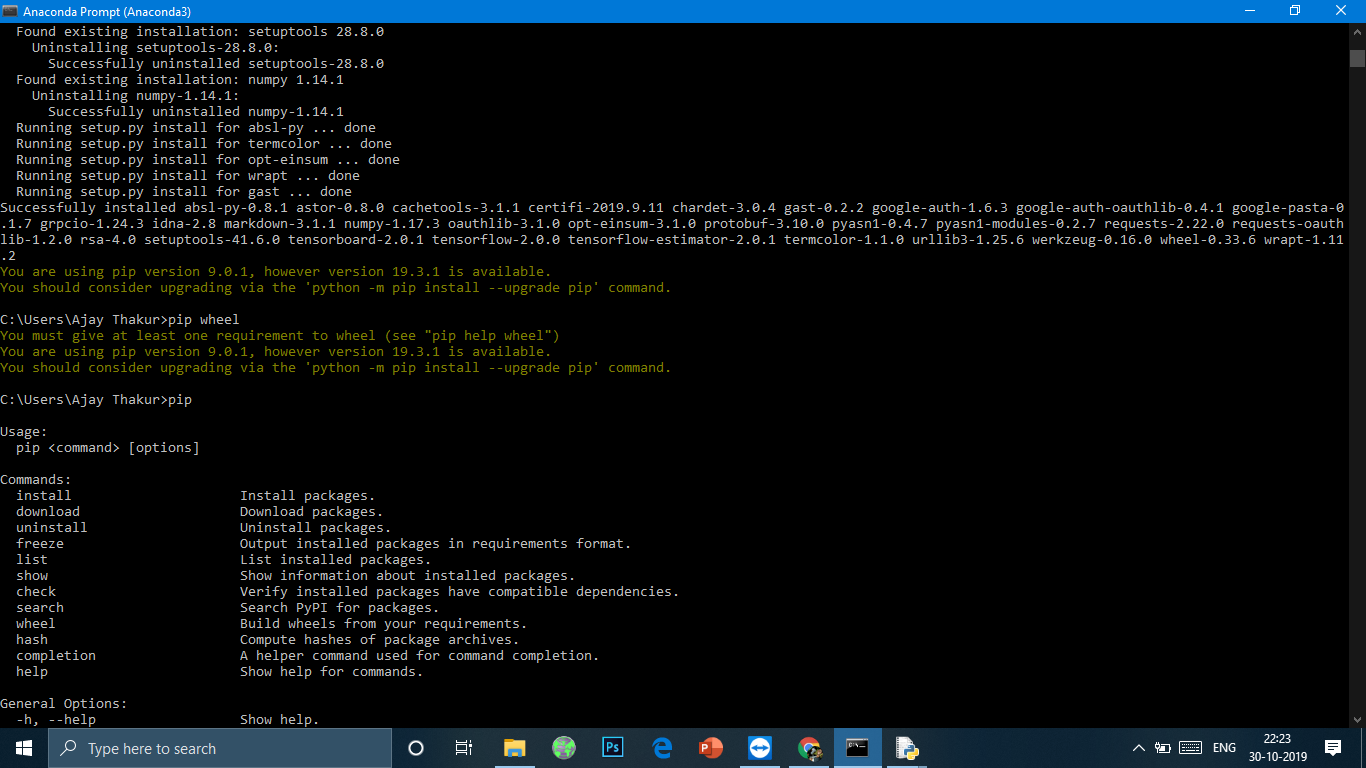 Anaconda Prompt (Anaconda3)
Found existing installation: setuptools 28.8.0
Uninstalling setuptools-28.8.0:
Successfully uninstalled setuptools-28.8.0
Found existing installation: numpy 1.14.1
Uninstalling numpy-1.14.1:
Successfully uninstalled numpy-1.14.1
Running setup.py install for absl-py ... done
Running setup.py install for termcolor ... done
Running setup.py install for opt-einsum ... done
Running setup.py install for wrapt ... done
Running setup.py install for gast ... done
Successfully installed absl-py-0.8.1 astor-0.8.0 cachetools-3.1.1 certifi-2019.9.11 chardet-3.0.4 gast-0.2.2 google-auth-1.6.3 google-auth-oauthlib-0.4.1 google-pasta-0
.1.7 grpcio-1.24.3 idna-2.8 markdown-3.1.1 numpy-1.17.3 oauthlib-3.1.0 opt-einsum-3.1.0 protobuf-3.10.0 pyasn1-0.4.7 pyasn1-modules-0.2.7 requests-2.22.0 requests-oauth
lib-1.2.0 rsa-4.0 setuptools-41.6.0 tensorboard-2.0.1 tensorflow-2.0.0 tensorflow-estimator-2.0.1 termcolor-1.1.0 urllib3-1.25.6 werkzeug-0.16.0 wheel-0.33.6 wrapt-1.11
.2
You are using pip version 9.0.1, however version 19.3.1 is available.
You should consider upgrading via the 'python -m pip install --upgrade pip' command.
C:\Users\Ajay Thakur>pip wheel
You must give at least one requirement to wheel (see "pip help wheel")
You are using pip version 9.0.1, however version 19.3.1 is available.
You should consider upgrading via the 'python -m pip install --upgrade pip' command.
C:\Users\Ajay Thakur>pip
Usage:
pip <command> [options]
Commands:
install Install packages.
download Download packages.
uninstall Uninstall packages.
freeze Output installed packages in requirements format.
list List installed packages.
show Show information about installed packages.
check Verify installed packages have compatible dependencies.
search Search PyPI for packages.
wheel Build wheels from your requirements.
hash Compute hashes of package archives.
completion A helper command used for command completion.
help Show help for commands.
General Options:
-h, --help Show help.
Type here to search
Ps
ENG
22:23
30-10-2019